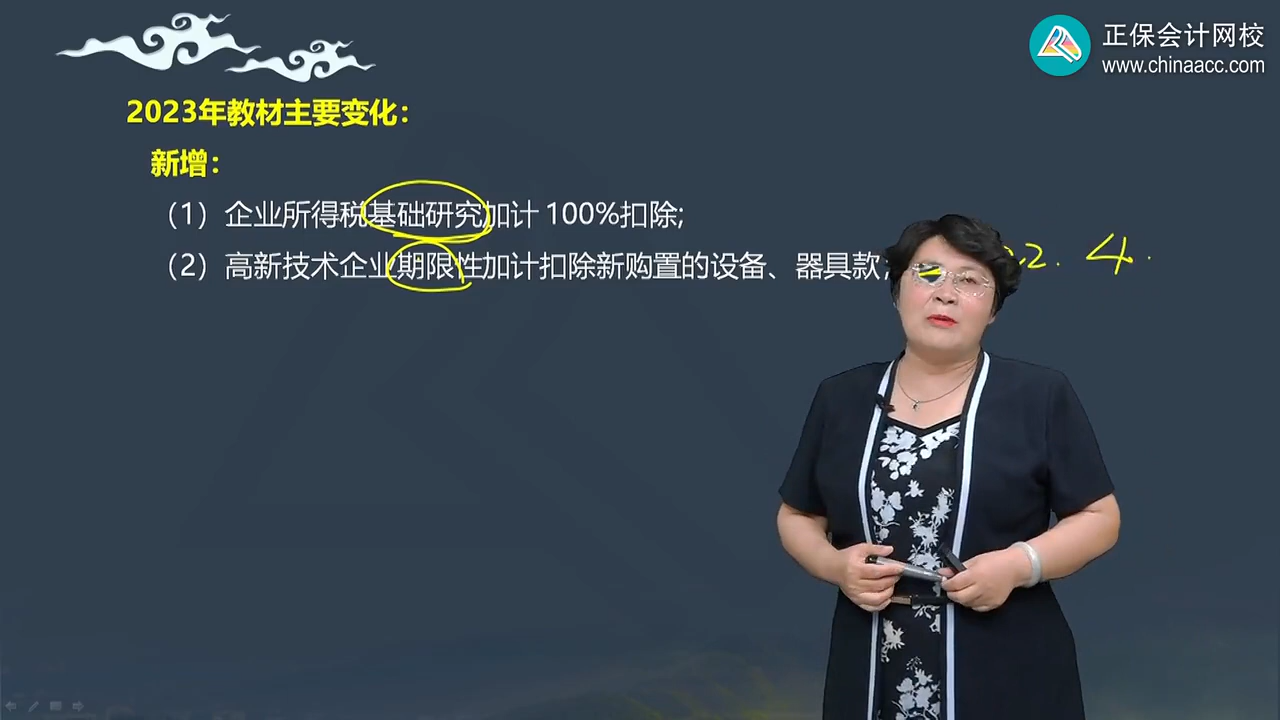 正保会计网校
www.chinaacc.com
2023年教材主要变化：
新增：
（1）企业所得税基础研究加计 100%扣除;
（2）高新技术企业期限性加计扣除新购置的设备、器具款;
2. 4.